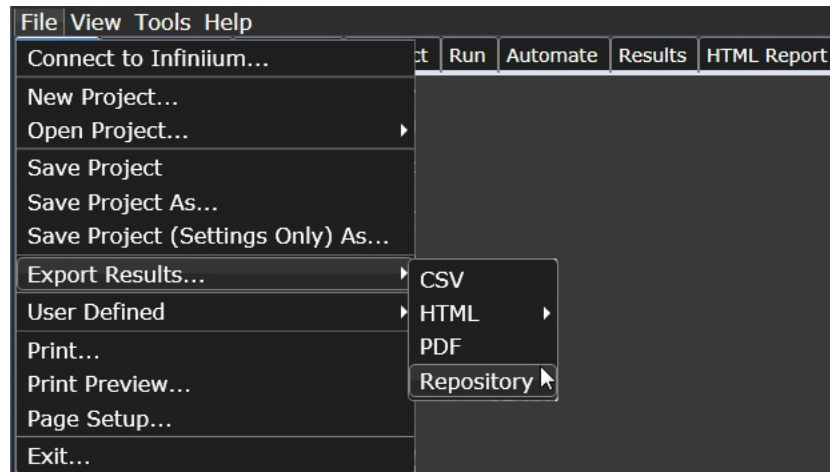 File View Tools Help
Connect to Infiniium...
ct Run Automate Results HTML Report
New Project...
Open Project...
Save Project
Save Project As...
Save Project (Settings Only) As...
Export Results...
CSV
User Defined
HTML
Print...
PDF
Print Preview...
Repository
Page Setup...
Exit...